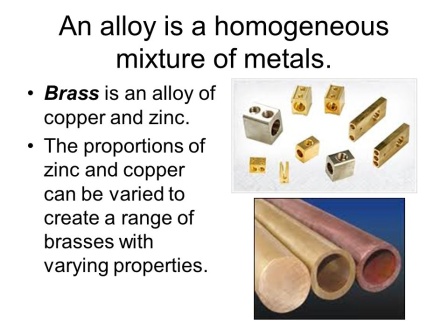 An alloy is a homogeneous
mixture of metals.
• Brass is an alloy of
copper and zinc.
• The proportions of
zinc and copper
can be varied to
create a range of
brasses with
varying properties.